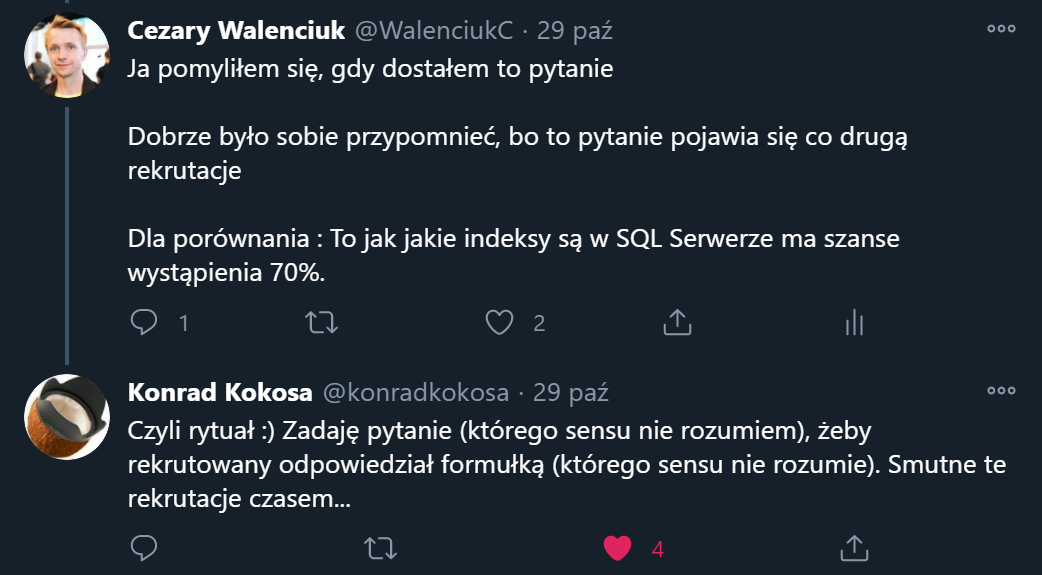 Cezary Walenciuk @WalenciukC · 29 paź
Ja pomyliłem się, gdy dostałem to pytanie
Dobrze było sobie przypomnieć, bo to pytanie pojawia się co drugą
rekrutacje
Dla porównania : To jak jakie indeksy są w SQL Serwerze ma szanse
wystąpienia 70%.
1 2
Konrad Kokosa @konradkokosa · 29 paź
Czyli rytuał :) Zadaję pytanie (którego sensu nie rozumiem), żeby
rekrutowany odpowiedział formułką (którego sensu nie rozumie). Smutne te
rekrutacje czasem...
4